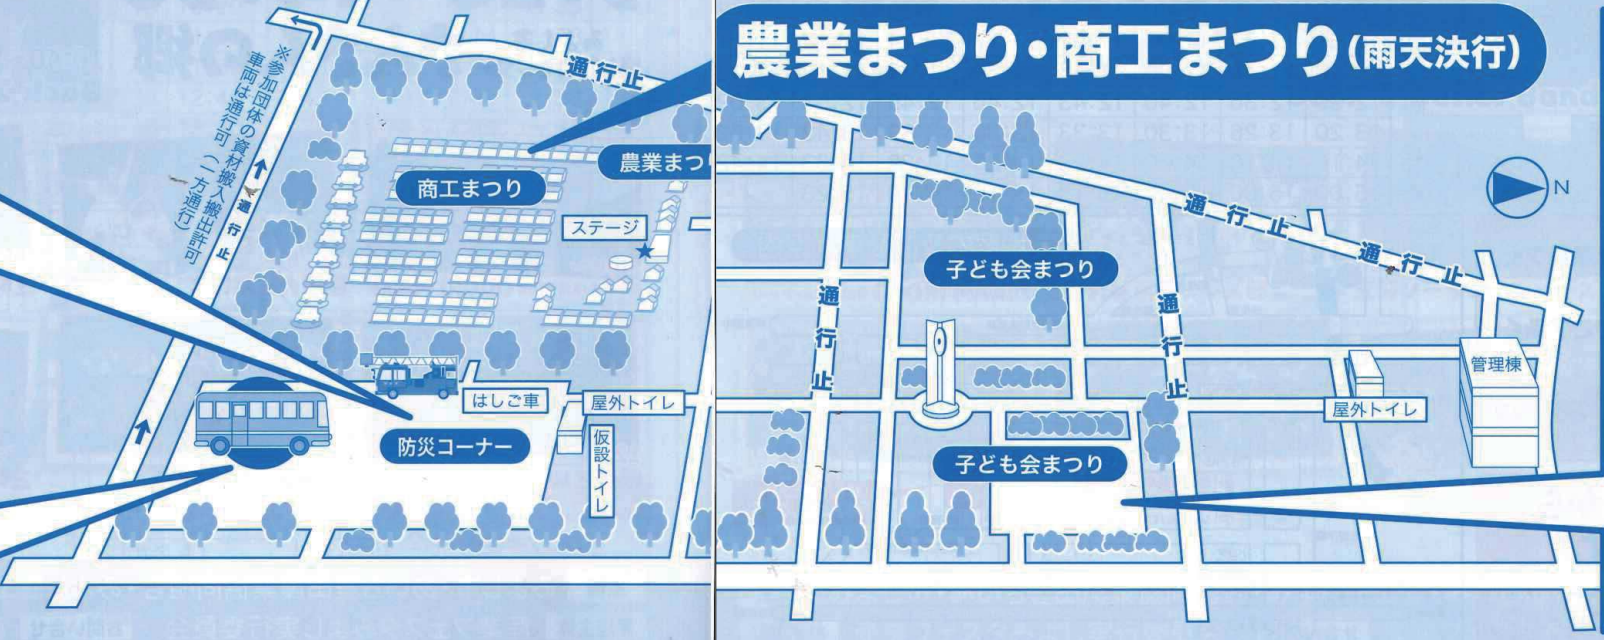 農業まつり・商工まつり（雨天決行）
通行止
※参加団体の資材搬入、搬出許可
車両は通行可（一方通行）
通行止
農業まつ
商工まつり
ステージ
はしご車
屋外トイレ
仮設トイレ
防災コーナー
N
通行止
通行止
子ども会まつり
通行止
通行止
管理棟
屋外トイレ
子ども会まつり